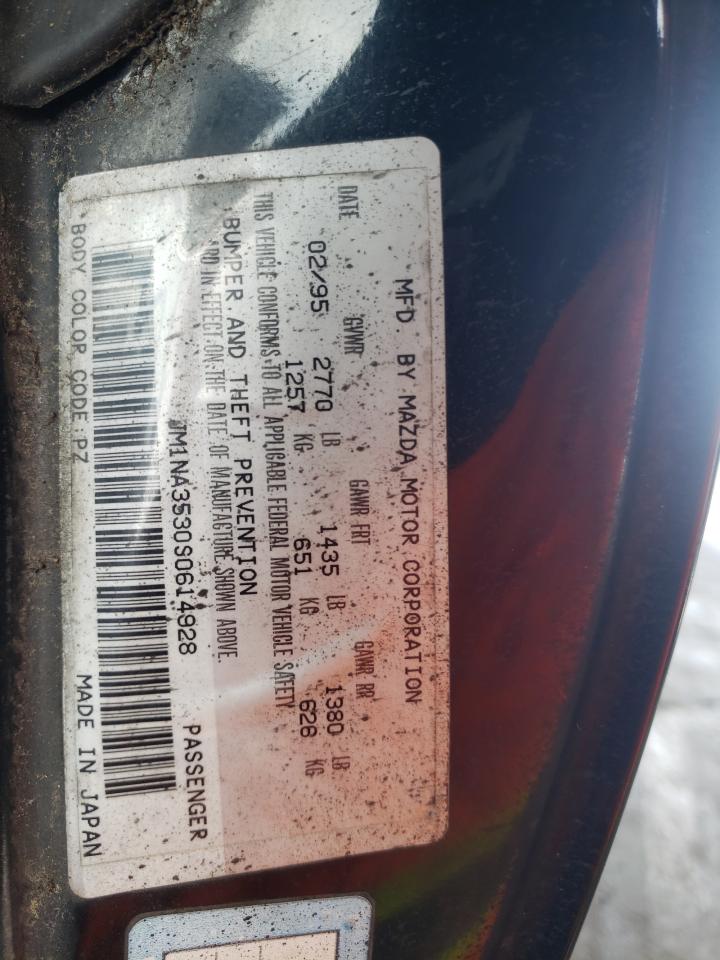 MFD. BY MAZDA MOTOR CORPORATION
DATE GVWR GAWR FRT GAWR RR
02/95 2770 LB 1435 LB 1380 LB
1257 KG 651 KG 626 KG
THIS VEHICLE CONFORMS TO ALL APPLICABLE FEDERAL MOTOR VEHICLE SAFETY
BUMPER AND THEFT PREVENTION
ARD IN EFFECT ON THE DATE OF MANUFACTURE SHOWN ABOVE.
JM1NA3530S0614928 PASSENGER
BODY COLOR CODE:PZ MADE IN JAPAN